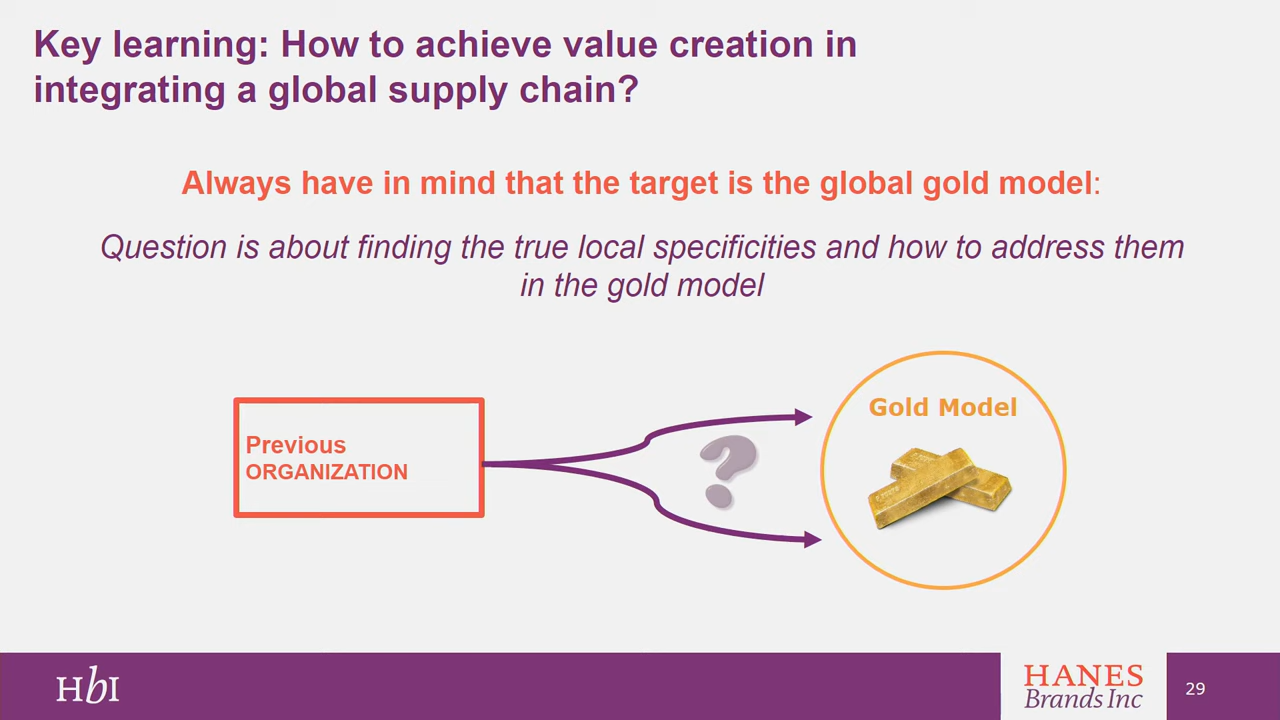 Key learning: How to achieve value creation in
integrating a global supply chain?
Always have in mind that the target is the global gold model:
Question is about finding the true local specificities and how to address them
in the gold model
Previous
ORGANIZATION
?
Gold Model
HbI
HANES
Brands Inc
29